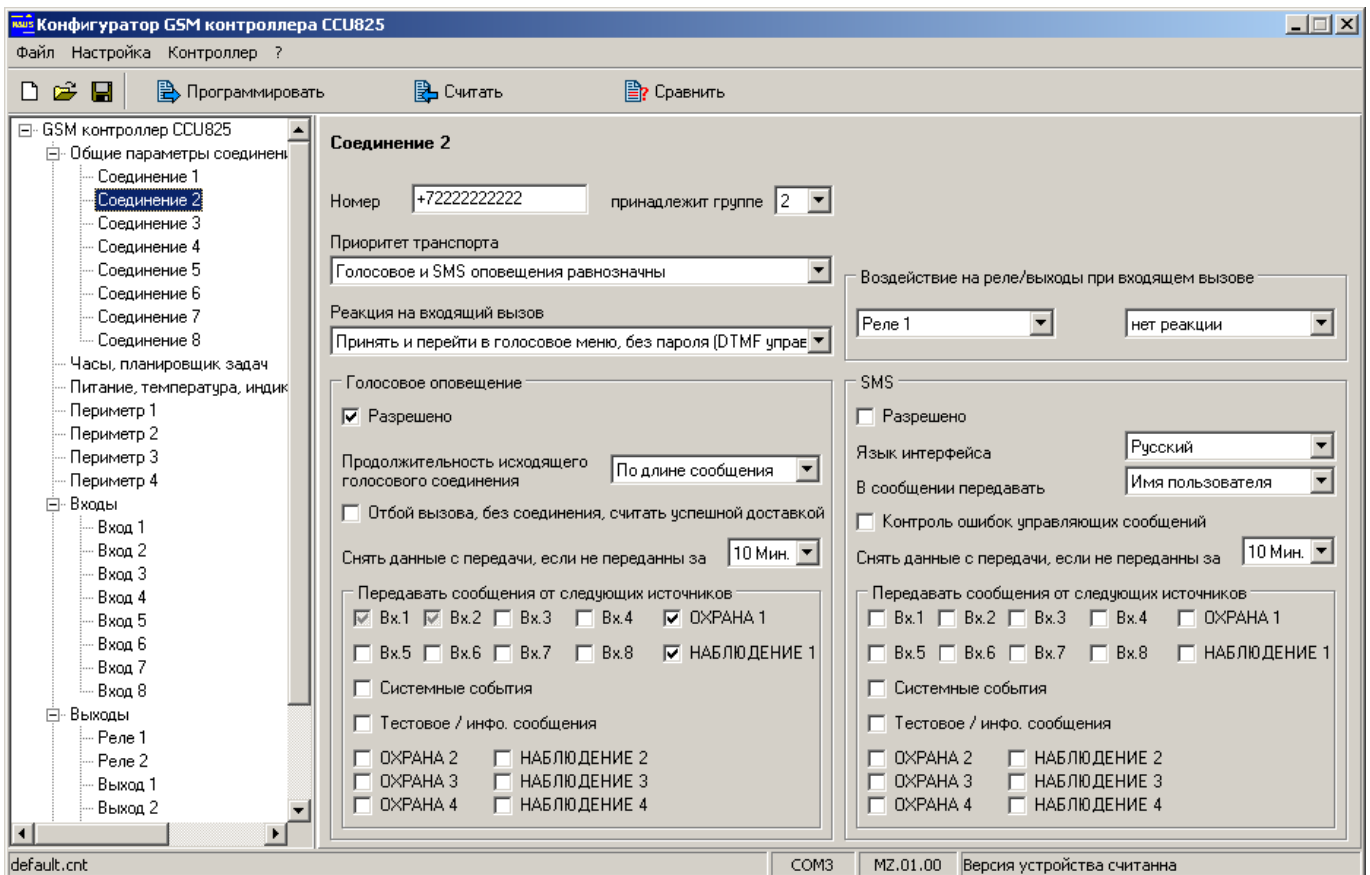 Конфигуратор GSM контроллера CCU825
Файл Настройка Контроллер ?
Программировать Считать Сравнить
GSM контроллер CCU825
Общие параметры соединен
Соединение 1
Соединение 2
Соединение 3
Соединение 4
Соединение 5
Соединение 6
Соединение 7
Соединение 8
Часы, планировщик задач
Питание, температура, индик
Периметр 1
Периметр 2
Периметр 3
Периметр 4
Входы
Вход 1
Вход 2
Вход 3
Вход 4
Вход 5
Вход 6
Вход 7
Вход 8
Выходы
Реле 1
Реле 2
Выход 1
Выход 2
Соединение 2
Номер +72222222222 принадлежит группе 2
Приоритет транспорта
Голосовое и SMS оповещения равнозначны
Реакция на входящий вызов
Принять и перейти в голосовое меню, без пароля (DTMF управ
Воздействие на реле/выходы при входящем вызове
Реле 1 нет реакции
Голосовое оповещение
Разрешено
Продолжительность исходящего
голосового соединения
По длине сообщения
Отбой вызова, без соединения, считать успешной доставкой
Снять данные с передачи, если не переданны за 10 Мин.
Передавать сообщения от следующих источников
Вх.1 Вх.2 Вх.3 Вх.4 ОХРАНА 1
Вх.5 Вх.6 Вх.7 Вх.8 НАБЛЮДЕНИЕ 1
Системные события
Тестовое / инфо. сообщения
ОХРАНА 2 НАБЛЮДЕНИЕ 2
ОХРАНА 3 НАБЛЮДЕНИЕ 3
ОХРАНА 4 НАБЛЮДЕНИЕ 4
SMS
Разрешено
Язык интерфейса Русский
В сообщении передавать Имя пользователя
Контроль ошибок управляющих сообщений
Снять данные с передачи, если не переданны за 10 Мин.
Передавать сообщения от следующих источников
Вх.1 Вх.2 Вх.3 Вх.4 ОХРАНА 1
Вх.5 Вх.6 Вх.7 Вх.8 НАБЛЮДЕНИЕ 1
Системные события
Тестовое / инфо. сообщения
ОХРАНА 2 НАБЛЮДЕНИЕ 2
ОХРАНА 3 НАБЛЮДЕНИЕ 3
ОХРАНА 4 НАБЛЮДЕНИЕ 4
default.cnt COM3 MZ.01.00 Версия устройства считанна